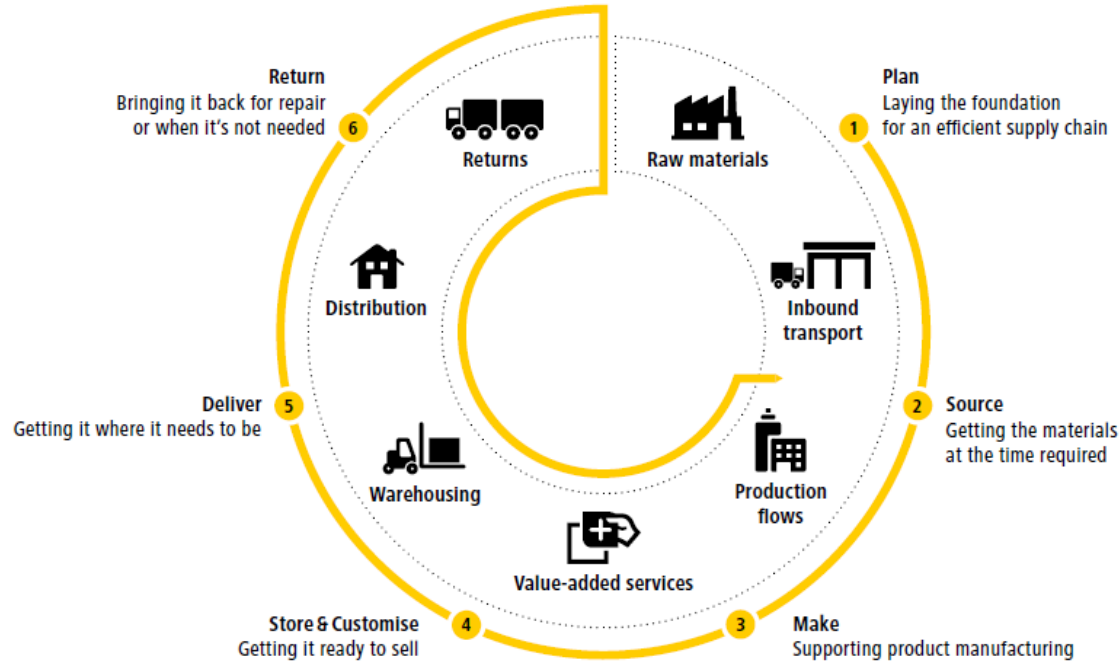 Plan
Laying the foundation
for an efficient supply chain
1
Raw materials
Inbound
transport
2
Source
Getting the materials
at the time required
Production
flows
3
Make
Supporting product manufacturing
Value-added services
4
Store & Customise
Getting it ready to sell
Warehousing
5
Deliver
Getting it where it needs to be
Distribution
6
Return
Bringing it back for repair
or when it's not needed
Returns